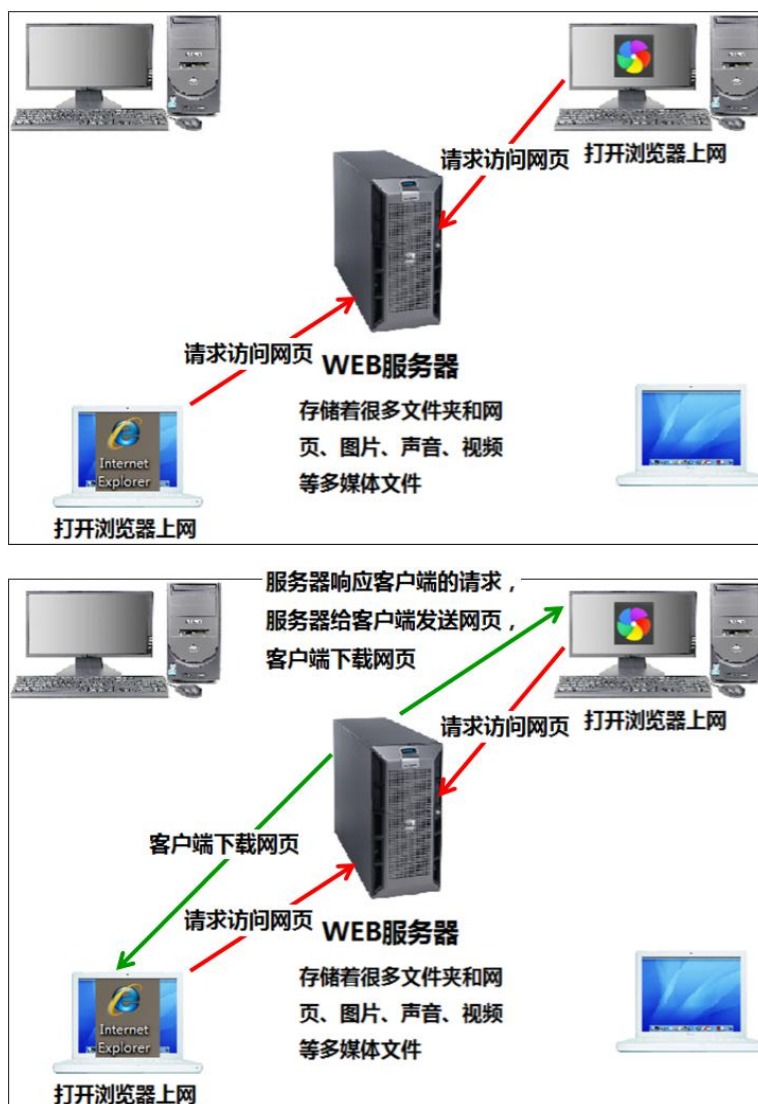 请求访问网页
打开浏览器上网
请求访问网页
WEB服务器
存储着很多文件夹和网
页、图片、声音、视频
等多媒体文件
Internet
Explorer
打开浏览器上网
服务器响应客户端的请求，
服务器给客户端发送网页，
客户端下载网页
请求访问网页
打开浏览器上网
客户端下载网页
请求访问网页
WEB服务器
存储着很多文件夹和网
页、图片、声音、视频
等多媒体文件
Internet
Explorer
打开浏览器上网